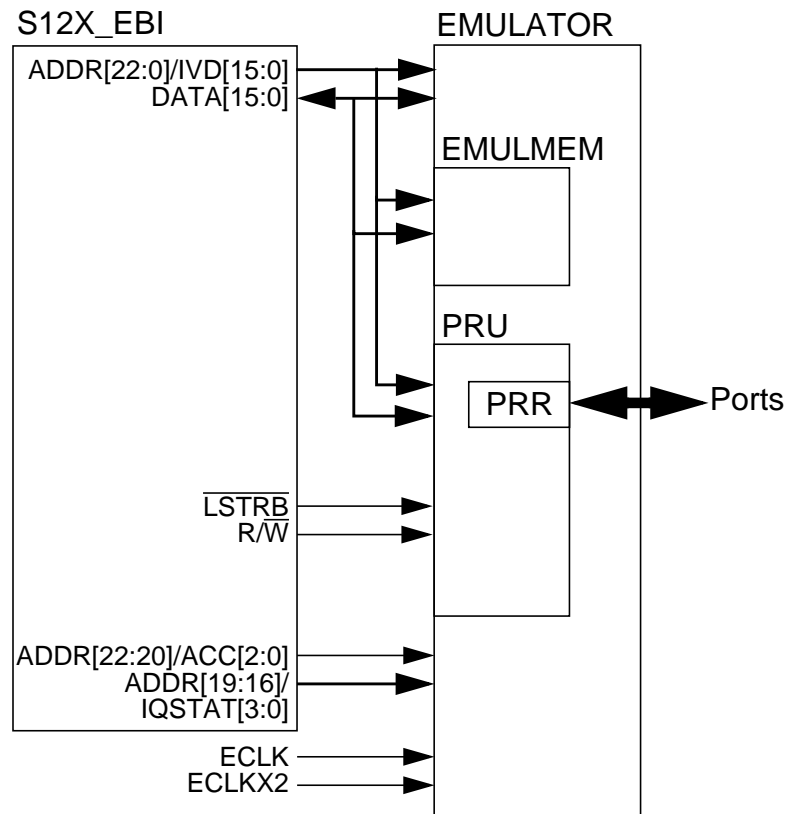 S12X_EBI
EMULATOR
ADDR[22:0]/IVD[15:0]
DATA[15:0]
EMULMEM
PRU
PRR
Ports
LSTRB
R/W
ADDR[22:20]/ACC[2:0]
ADDR[19:16]/
IQSTAT[3:0]
ECLK
ECLKX2